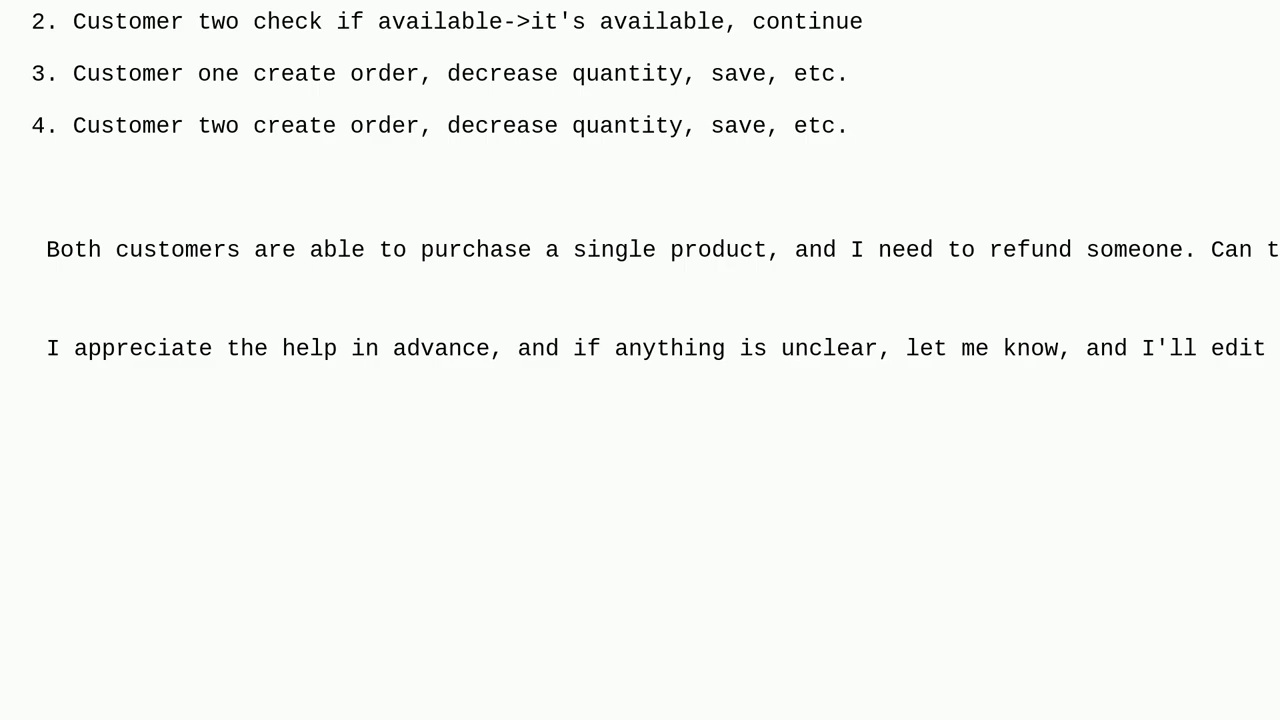 2. Customer two check if available->it's available, continue
3. Customer one create order, decrease quantity, save, etc.
4. Customer two create order, decrease quantity, save, etc.
Both customers are able to purchase a single product, and I need to refund someone. Can
I appreciate the help in advance, and if anything is unclear, let me know, and I'll edit